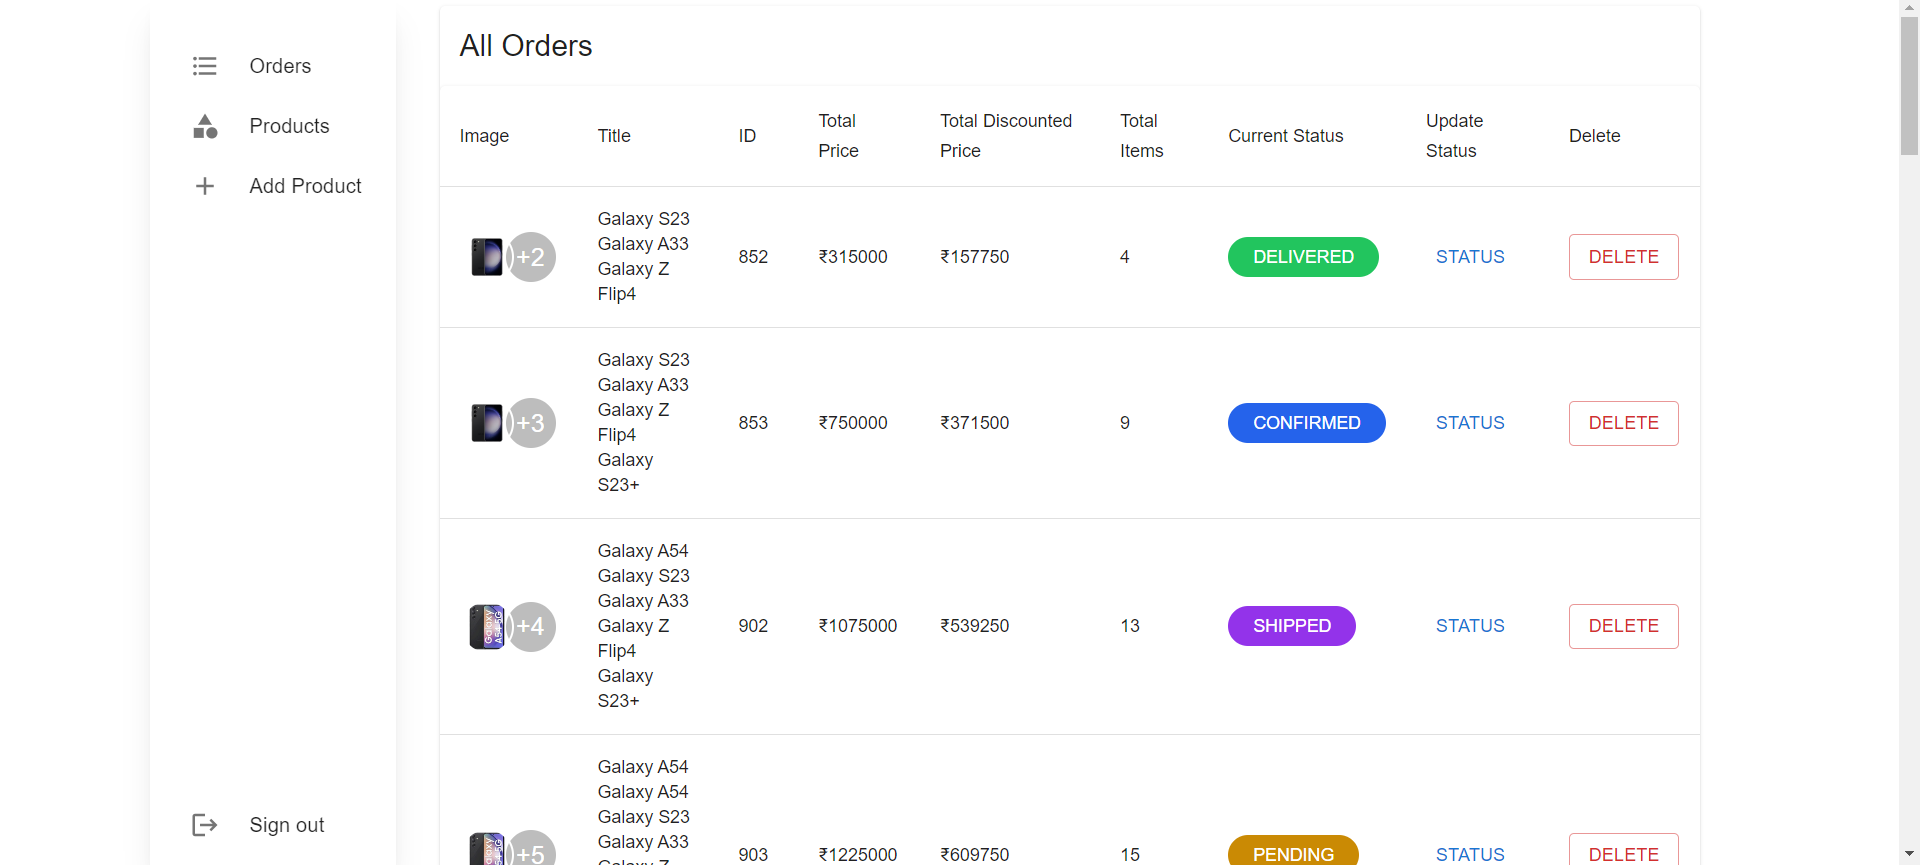 Orders
Products
Add Product
Sign out
All Orders
Image Title ID Total Price Total Discounted Price Total Items Current Status Update Status Delete
+2
Galaxy S23
Galaxy A33
Galaxy Z
Flip4
852 ₹315000 ₹157750 4 DELIVERED STATUS DELETE
+3
Galaxy S23
Galaxy A33
Galaxy Z
Flip4
Galaxy
S23+
853 ₹750000 ₹371500 9 CONFIRMED STATUS DELETE
Galaxy A54 5G
+4
Galaxy A54
Galaxy S23
Galaxy A33
Galaxy Z
Flip4
Galaxy
S23+
902 ₹1075000 ₹539250 13 SHIPPED STATUS DELETE
+5
Galaxy A54
Galaxy A54
Galaxy S23
Galaxy A33
Galaxy Z
903 ₹1225000 ₹609750 15 PENDING STATUS DELETE